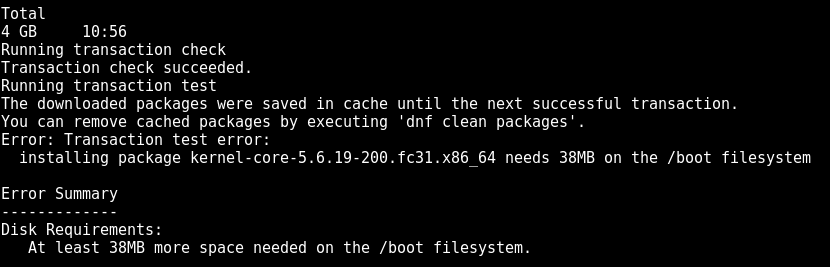 Total
4 GB     10:56
Running transaction check
Transaction check succeeded.
Running transaction test
The downloaded packages were saved in cache until the next successful transaction.
You can remove cached packages by executing 'dnf clean packages'.
Error: Transaction test error:
  installing package kernel-core-5.6.19-200.fc31.x86_64 needs 38MB on the /boot filesystem

Error Summary
-------------
Disk Requirements:
   At least 38MB more space needed on the /boot filesystem.